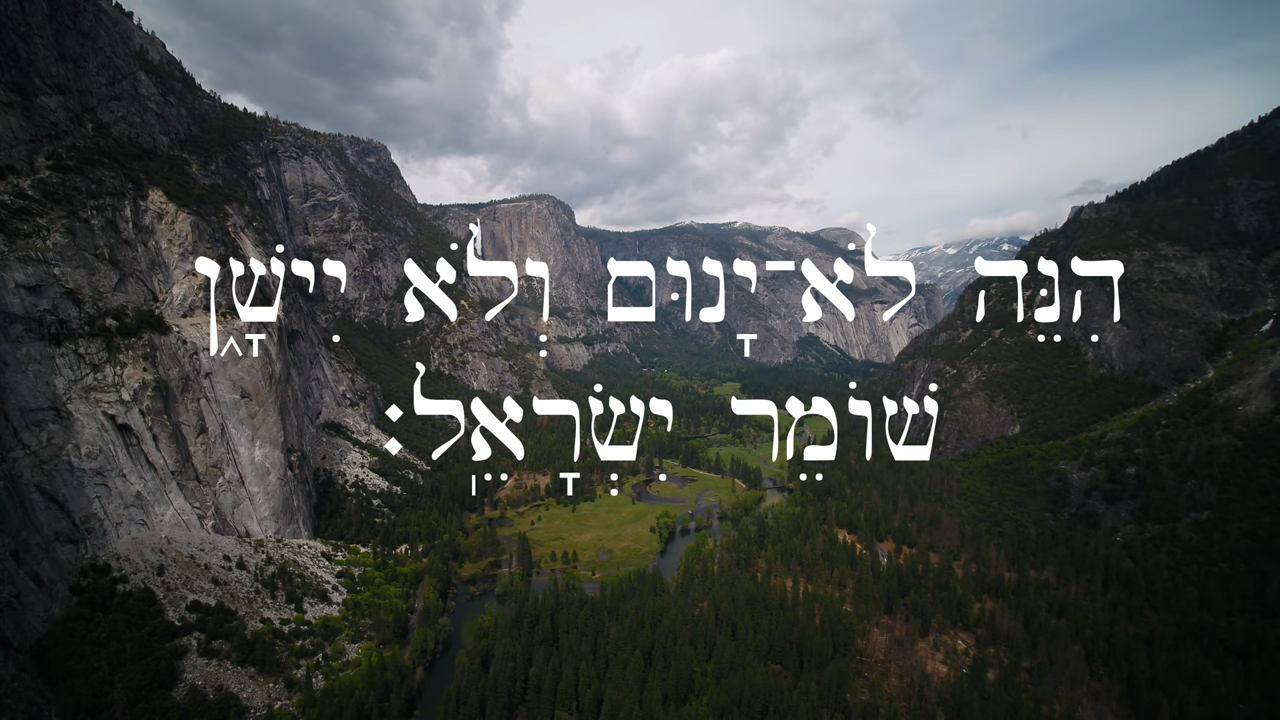 הִנֵּה לֹא־יָנוּם וְלֹא יִישָׁ֑ן
שׁוֹמֵר יִשְׂרָאֵֽל׃